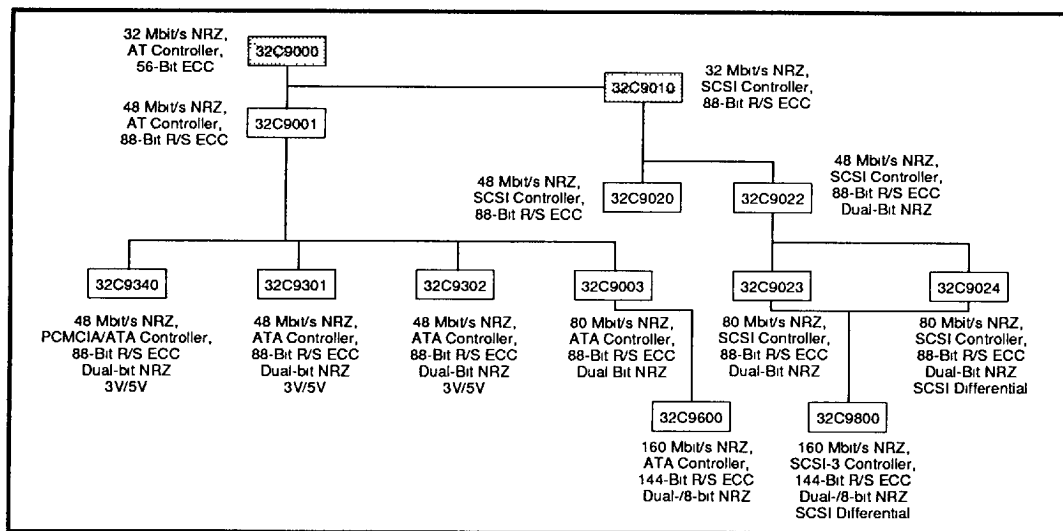 32 Mbit/s NRZ,
AT Controller,
56-Bit ECC
32C9000
32C9010
32 Mbit/s NRZ,
SCSI Controller,
88-Bit R/S ECC
48 Mbit/s NRZ,
AT Controller,
88-Bit R/S ECC
32C9001
48 Mbit/s NRZ,
SCSI Controller,
88-Bit R/S ECC
32C9020
32C9022
48 Mbit/s NRZ,
SCSI Controller,
88-Bit R/S ECC
Dual-Bit NRZ
32C9340
48 Mbit/s NRZ,
PCMCIA/ATA Controller,
88-Bit R/S ECC
Dual-bit NRZ
3V/5V
32C9301
48 Mbit/s NRZ,
ATA Controller,
88-Bit R/S ECC
Dual-bit NRZ
3V/5V
32C9302
48 Mbit/s NRZ,
ATA Controller,
88-Bit R/S ECC
Dual-Bit NRZ
3V/5V
32C9003
80 Mbit/s NRZ,
ATA Controller,
88-Bit R/S ECC
Dual Bit NRZ
32C9023
80 Mbit/s NRZ,
SCSI Controller,
88-Bit R/S ECC
Dual-Bit NRZ
32C9024
80 Mbit/s NRZ,
SCSI Controller,
88-Bit R/S ECC
Dual-Bit NRZ
SCSI Differential
32C9600
160 Mbit/s NRZ,
ATA Controller,
144-Bit R/S ECC
Dual-/8-bit NRZ
32C9800
160 Mbit/s NRZ,
SCSI-3 Controller,
144-Bit R/S ECC
Dual-/8-bit NRZ
SCSI Differential